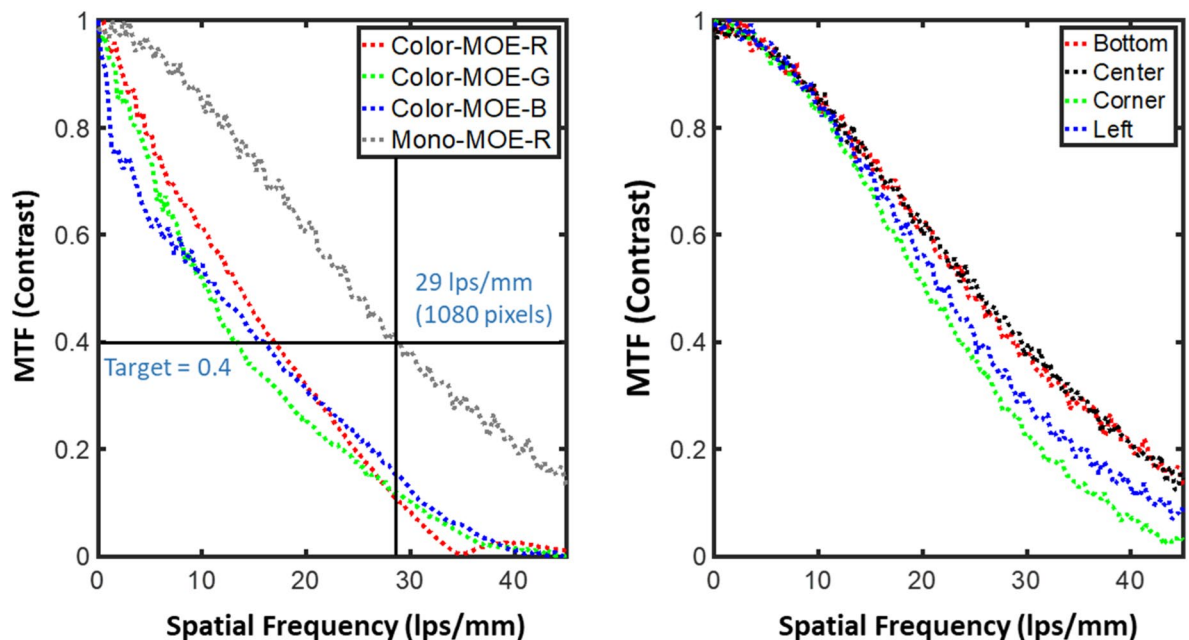 1
0.8
0.6
0.4
0.2
0
MTF (Contrast)
Color-MOE-R
Color-MOE-G
Color-MOE-B
Mono-MOE-R
29 lps/mm
(1080 pixels)
Target = 0.4
0 10 20 30 40
Spatial Frequency (lps/mm)
1
0.8
0.6
0.4
0.2
0
MTF (Contrast)
Bottom
Center
Corner
Left
0 10 20 30 40
Spatial Frequency (lps/mm)